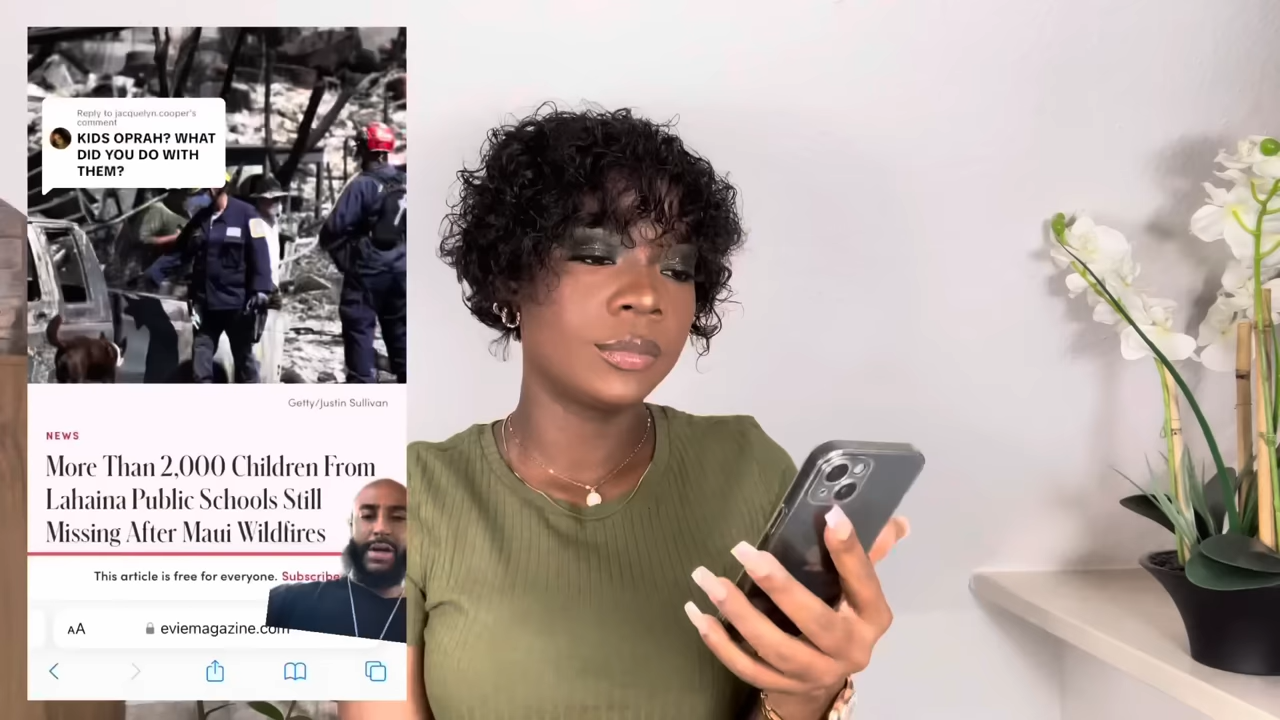 Reply to jacquelyn.cooper's
comment
KIDS OPRAH? WHAT
DID YOU DO WITH
THEM?
Getty/Justin Sullivan
NEWS
More Than 2,000 Children From
Lahaina Public Schools Still
Missing After Maui Wildfires
This article is free for everyone. Subscribe
AA
eviemagazine.com